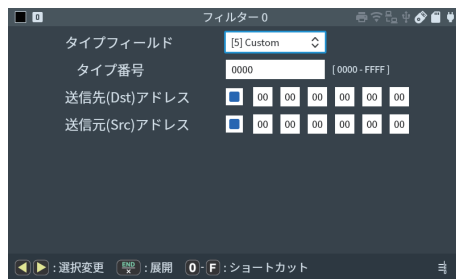 0 フィルター 0
タイプフィールド [5] Custom
タイプ番号 0000 [ 0000 - FFFF ]
送信先(Dst)アドレス 00 00 00 00 00 00
送信元(Src)アドレス 00 00 00 00 00 00
: 選択変更 END × : 展開 0 - F : ショートカット